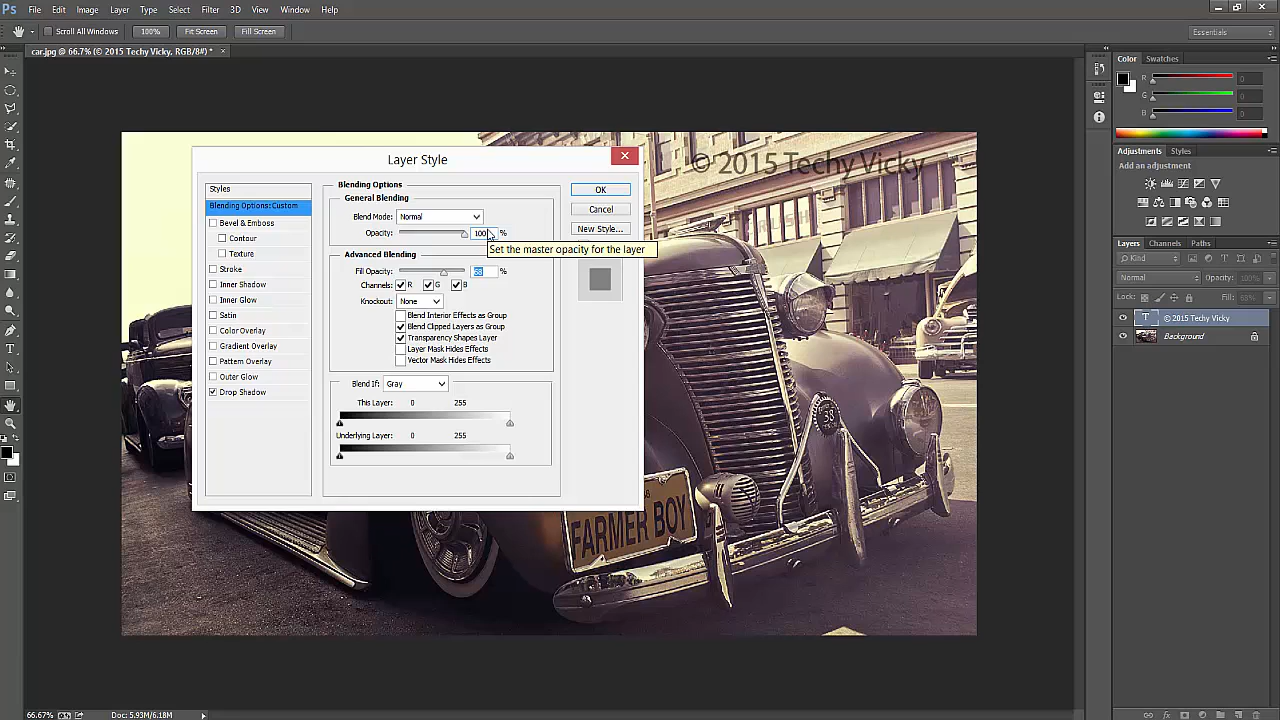 Ps File Edit Image Layer Type Select Filter 3D View Window Help
Scroll All Windows 100% Fit Screen Fill Screen Essentials
car.jpg @ 66.7% (© 2015 Techy Vicky, RGB/8#) * ×
© 2015 Techy Vicky
FARMER BOY
38
Layer Style
Styles
Blending Options: Custom
Bevel & Emboss
Contour
Texture
Stroke
Inner Shadow
Inner Glow
Satin
Color Overlay
Gradient Overlay
Pattern Overlay
Outer Glow
Drop Shadow
Blending Options
General Blending
Blend Mode: Normal
Opacity: 100 %
Set the master opacity for the layer
Advanced Blending
Fill Opacity: 68 %
Channels: R G B
Knockout: None
Blend Interior Effects as Group
Blend Clipped Layers as Group
Transparency Shapes Layer
Layer Mask Hides Effects
Vector Mask Hides Effects
Blend If: Gray
This Layer: 0 255
Underlying Layer: 0 255
OK
Cancel
New Style...
Color Swatches
R 0
G 0
B 0
Adjustments Styles
Add an adjustment
Layers Channels Paths
Kind
Normal Opacity: 100%
Lock: Fill: 68%
T © 2015 Techy Vicky
Background
66.67% Doc: 5.93M/6.18M